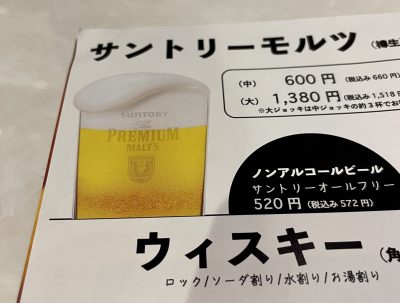 サントリーモルツ (樽生
(中) 600円 (税込み 660円)
(大) 1,380円 (税込み 1,518
※大ジョッキは中ジョッキの約3杯でお
SUNTORY
The
PREMIUM
MALT'S
ノンアルコールビール
サントリーオールフリー
520円 (税込み 572円)
ウィスキー (角
ロック/ソーダ割り/水割り/お湯割り